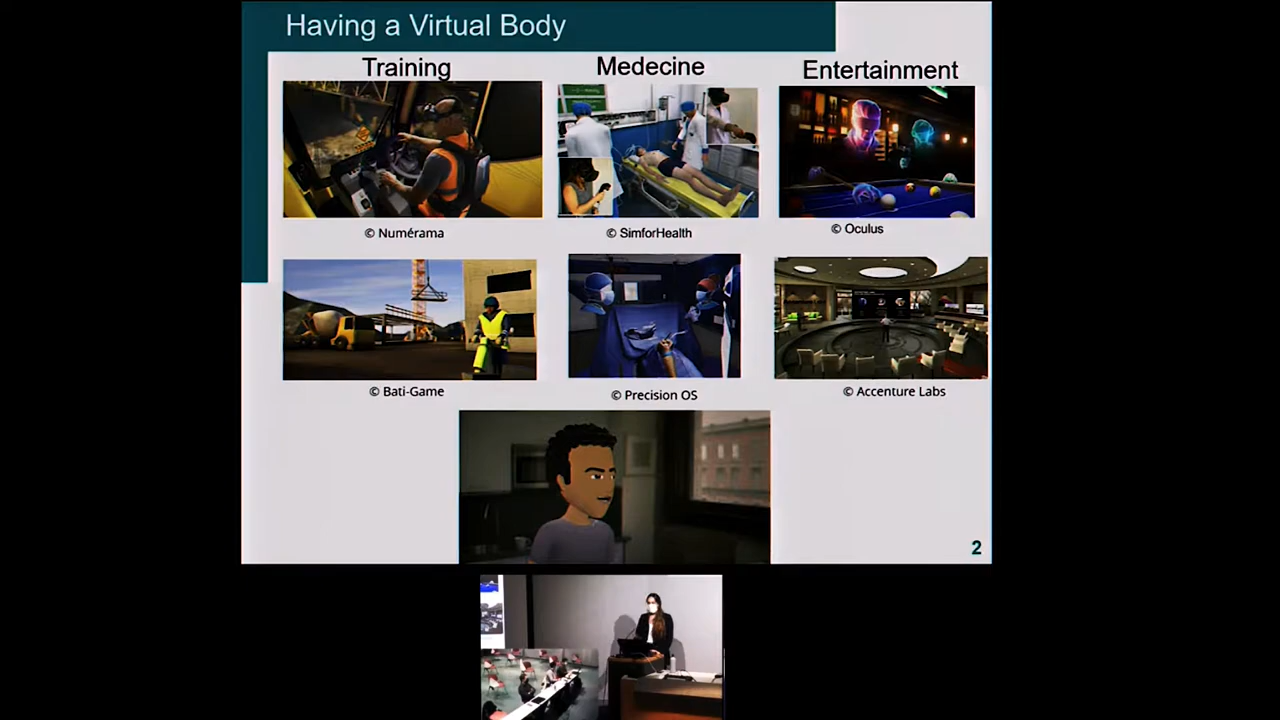 Having a Virtual Body
Training
Medecine
Entertainment
© Numérama
© SimforHealth
© Oculus
© Bati-Game
© Precision OS
© Accenture Labs
2